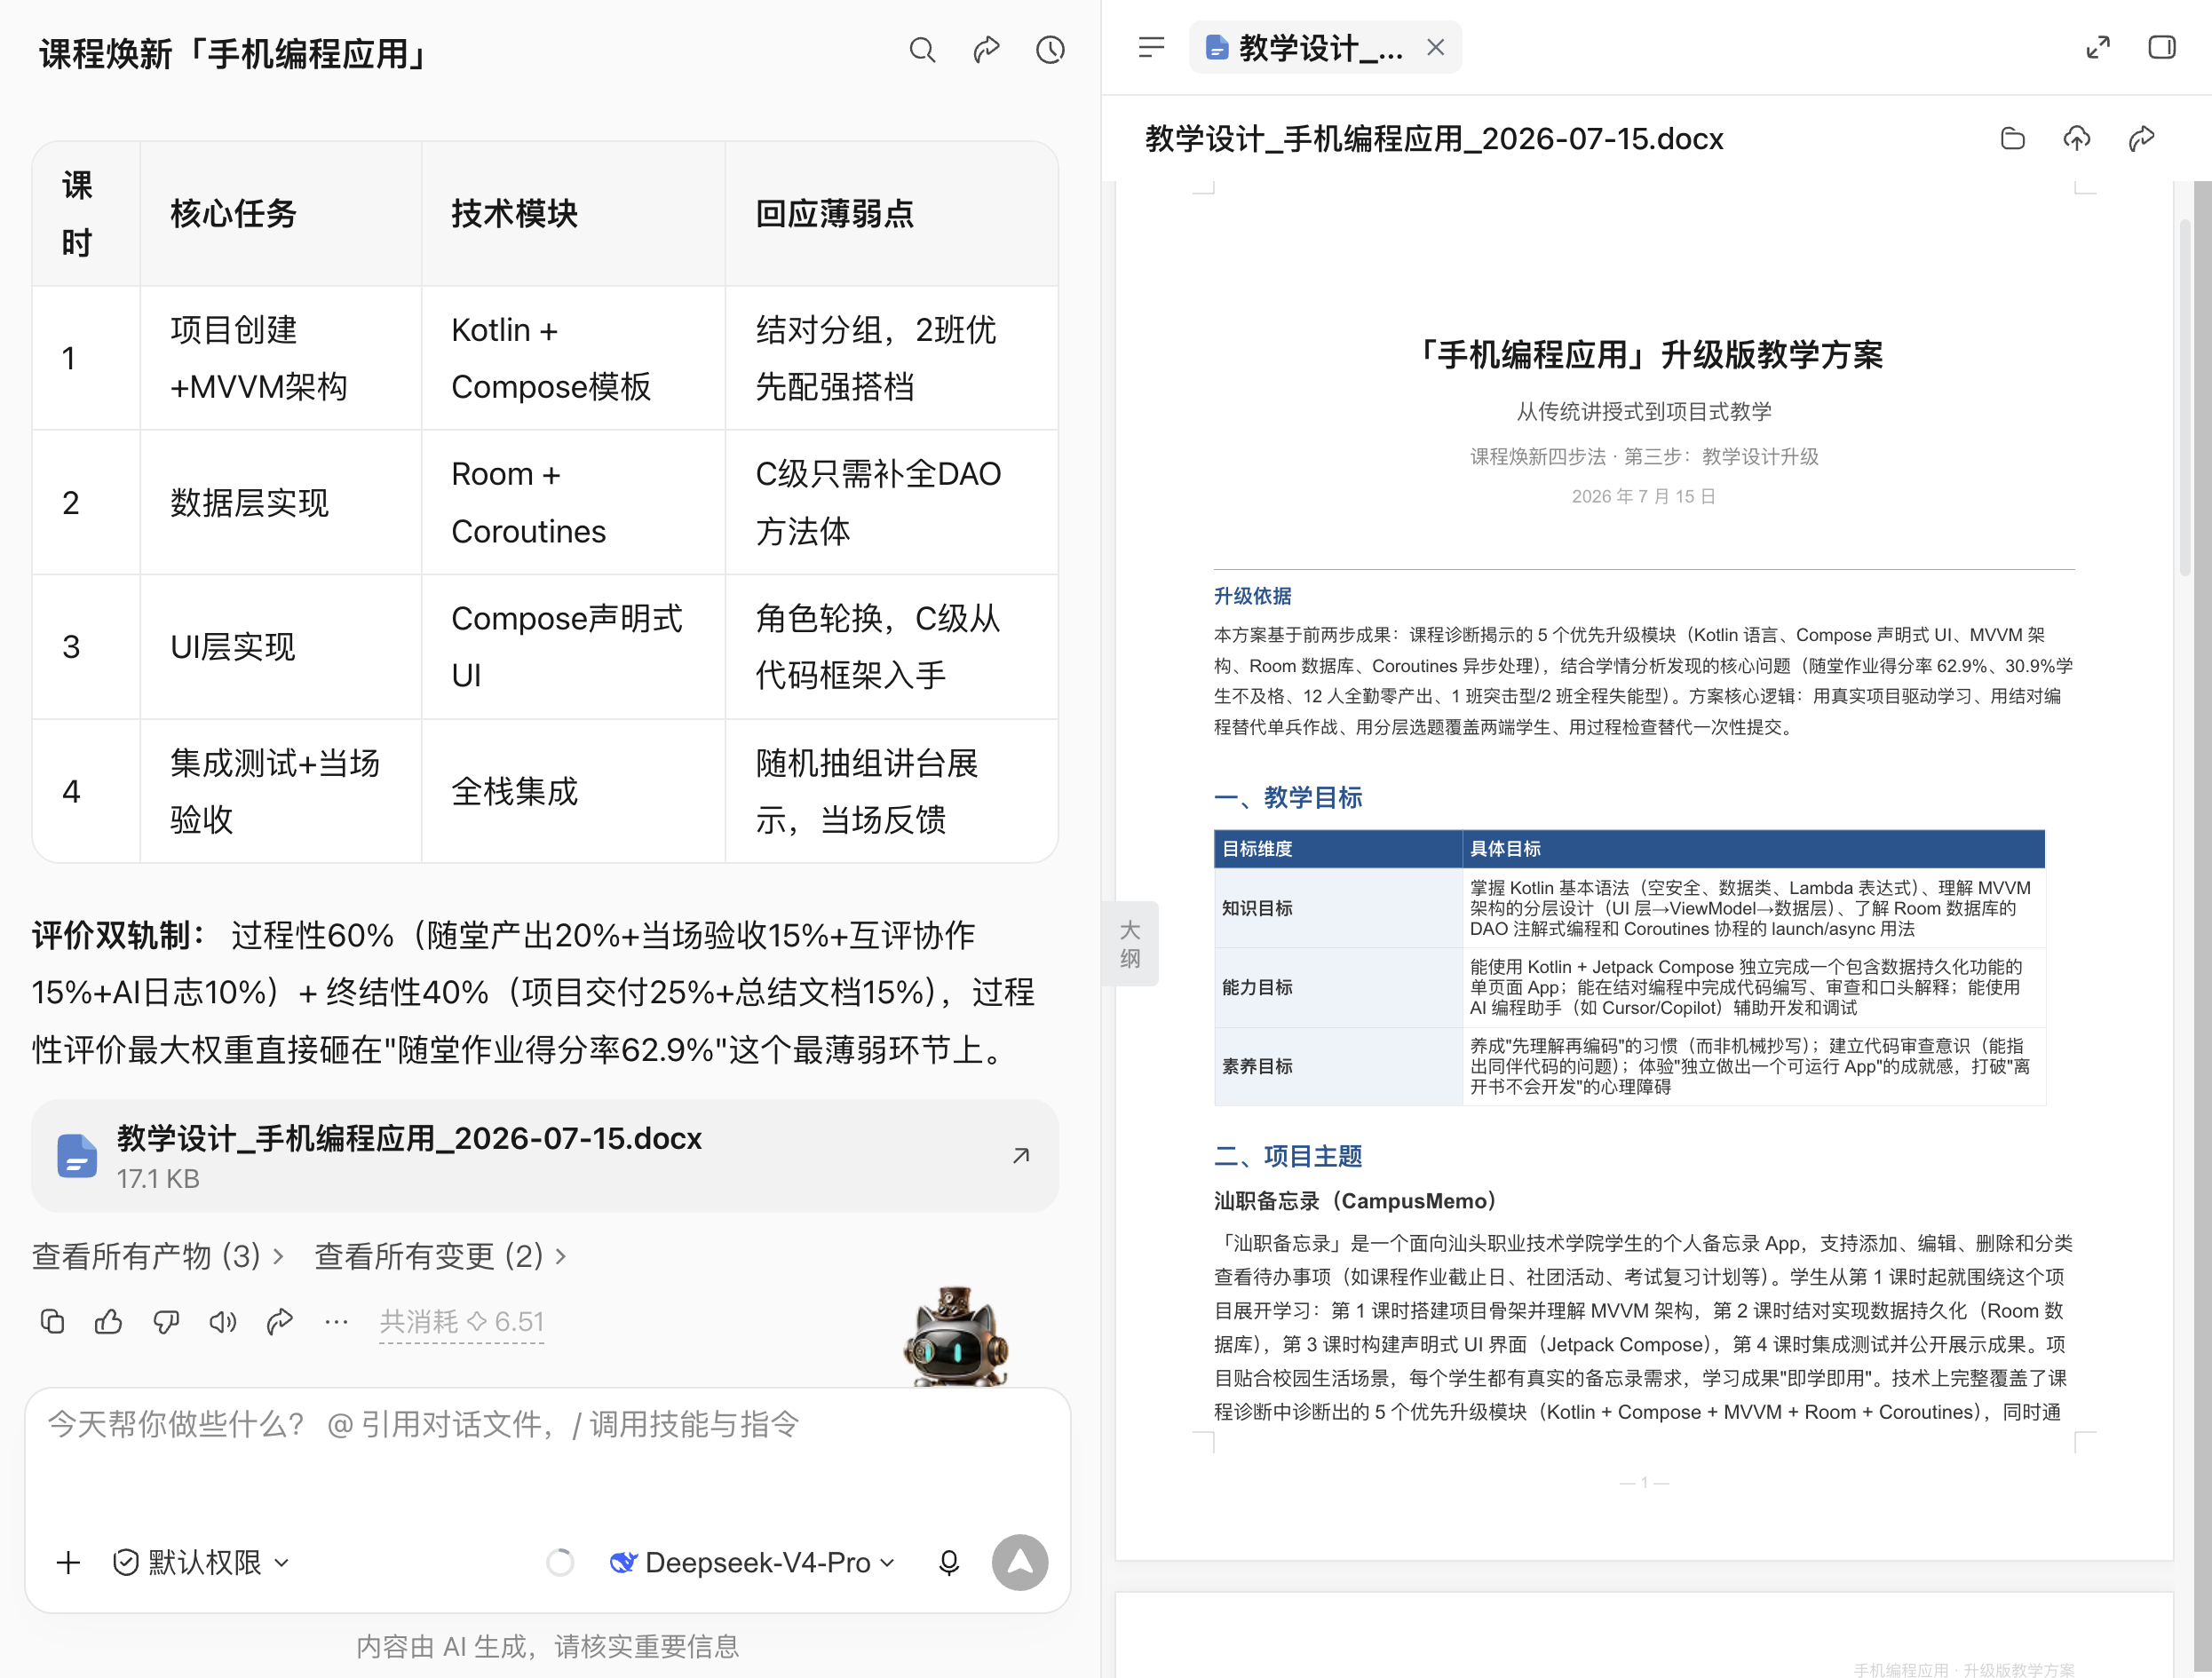 课程焕新「手机编程应用」
课
时
核心任务
技术模块
回应薄弱点
1
项目创建
+MVVM架构
Kotlin +
Compose模板
结对分组，2班优
先配强搭档
2
数据层实现
Room +
Coroutines
C级只需补全DAO
方法体
3
UI层实现
Compose声明式
UI
角色轮换，C级从
代码框架入手
4
集成测试+当场
验收
全栈集成
随机抽组讲台展
示，当场反馈
评价双轨制： 过程性60%（随堂产出20%+当场验收15%+互评协作
15%+AI日志10%）+ 终结性40%（项目交付25%+总结文档15%），过程
性评价最大权重直接砸在"随堂作业得分率62.9%"这个最薄弱环节上。
教学设计_手机编程应用_2026-07-15.docx
17.1 KB
查看所有产物 (3) 查看所有变更 (2)
共消耗 6.51
今天帮你做些什么？ @ 引用对话文件，/ 调用技能与指令
默认权限
Deepseek-V4-Pro
内容由 AI 生成，请核实重要信息
教学设计_...
教学设计_手机编程应用_2026-07-15.docx
大
纲
「手机编程应用」升级版教学方案
从传统讲授式到项目式教学
课程焕新四步法 · 第三步：教学设计升级
2026 年 7 月 15 日
升级依据
本方案基于前两步成果：课程诊断揭示的 5 个优先升级模块（Kotlin 语言、Compose 声明式 UI、MVVM 架
构、Room 数据库、Coroutines 异步处理），结合学情分析发现的核心问题（随堂作业得分率 62.9%、30.9%学
生不及格、12 人全勤零产出、1 班突击型/2 班全程失能型）。方案核心逻辑：用真实项目驱动学习、用结对编
程替代单兵作战、用分层选题覆盖两端学生、用过程检查替代一次性提交。
一、教学目标
目标维度
具体目标
知识目标
掌握 Kotlin 基本语法（空安全、数据类、Lambda 表达式）、理解 MVVM
架构的分层设计（UI 层→ViewModel→数据层）、了解 Room 数据库的
DAO 注解式编程和 Coroutines 协程的 launch/async 用法
能力目标
能使用 Kotlin + Jetpack Compose 独立完成一个包含数据持久化功能的
单页面 App；能在结对编程中完成代码编写、审查和口头解释；能使用
AI 编程助手（如 Cursor/Copilot）辅助开发和调试
素养目标
养成"先理解再编码"的习惯（而非机械抄写）；建立代码审查意识（能指
出同伴代码的问题）；体验"独立做出一个可运行 App"的成就感，打破"离
开书不会开发"的心理障碍
二、项目主题
汕职备忘录（CampusMemo）
「汕职备忘录」是一个面向汕头职业技术学院学生的个人备忘录 App，支持添加、编辑、删除和分类
查看待办事项（如课程作业截止日、社团活动、考试复习计划等）。学生从第 1 课时起就围绕这个项
目展开学习：第 1 课时搭建项目骨架并理解 MVVM 架构，第 2 课时结对实现数据持久化（Room 数
据库），第 3 课时构建声明式 UI 界面（Jetpack Compose），第 4 课时集成测试并公开展示成果。项
目贴合校园生活场景，每个学生都有真实的备忘录需求，学习成果"即学即用"。技术上完整覆盖了课
程诊断中诊断出的 5 个优先升级模块（Kotlin + Compose + MVVM + Room + Coroutines），同时通
— 1 —
手机编程应用 · 升级版教学方案